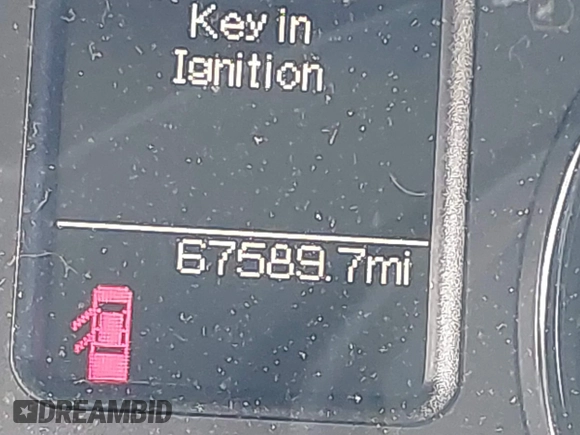 Key in
Ignition
67589.7mi
DREAMBID